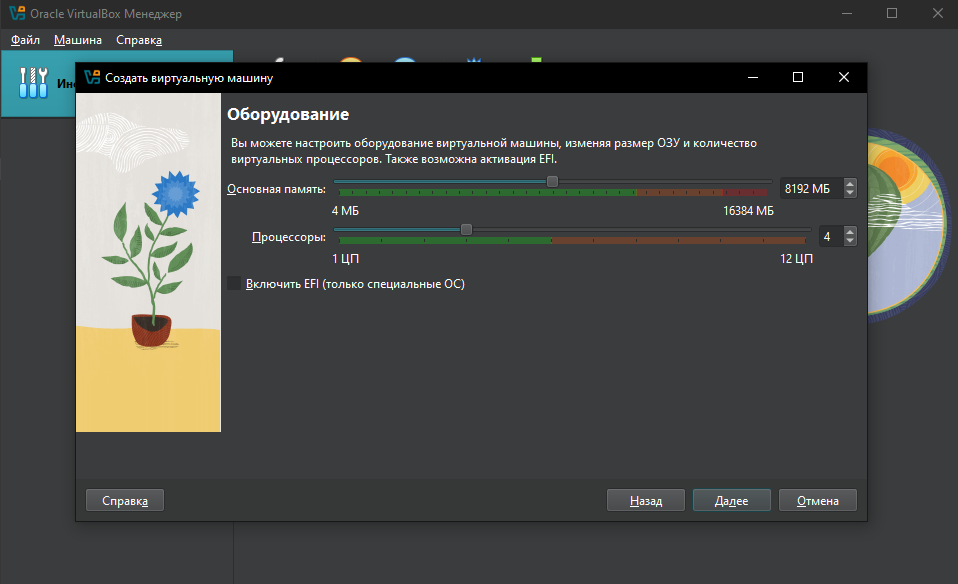 Oracle VirtualBox Менеджер
Файл Машина Справка
Создать виртуальную машину
Оборудование
Вы можете настроить оборудование виртуальной машины, изменяя размер ОЗУ и количество
виртуальных процессоров. Также возможна активация EFI.
Основная память: 8192 МБ
4 МБ 16384 МБ
Процессоры: 4
1 ЦП 12 ЦП
Включить EFI (только специальные ОС)
Справка Назад Далее Отмена